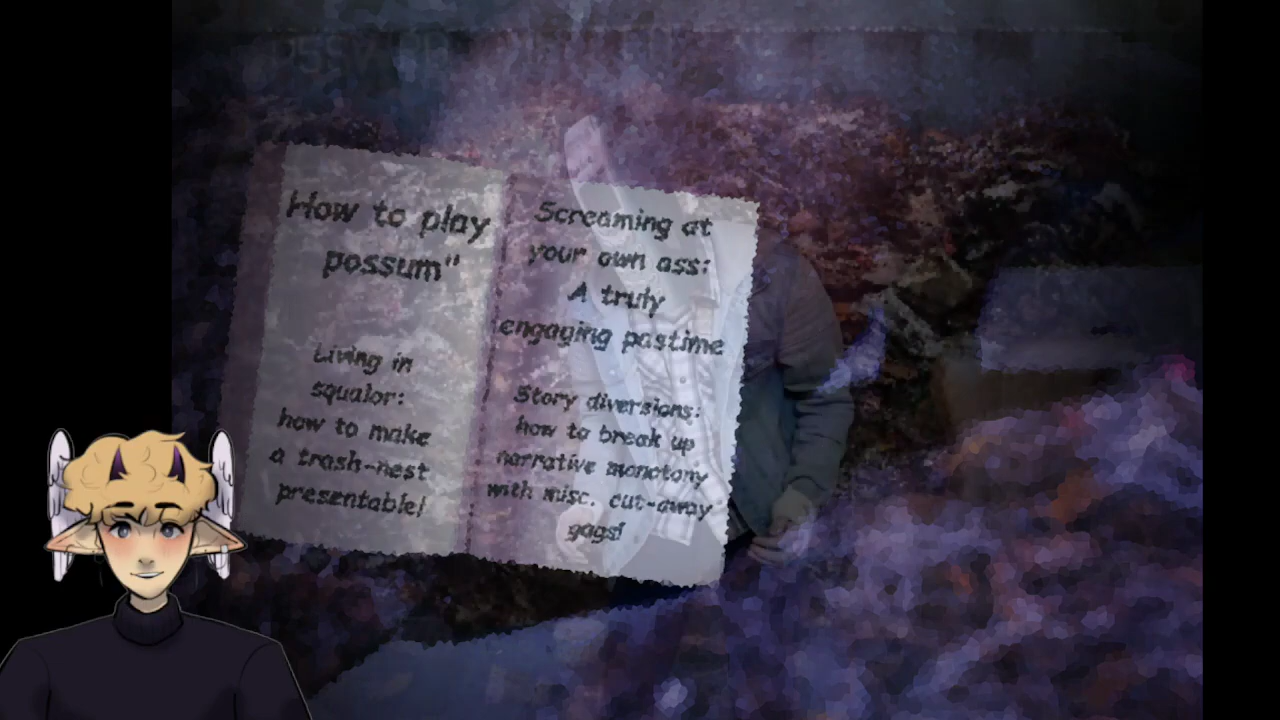 How to play
possum"
Living in
squalor:
how to make
a trash-nest
presentable!
Screaming at
your own ass:
A truly
engaging pastime
Story diversions:
how to break up
narrative monotony
with misc. cut-away
gags!